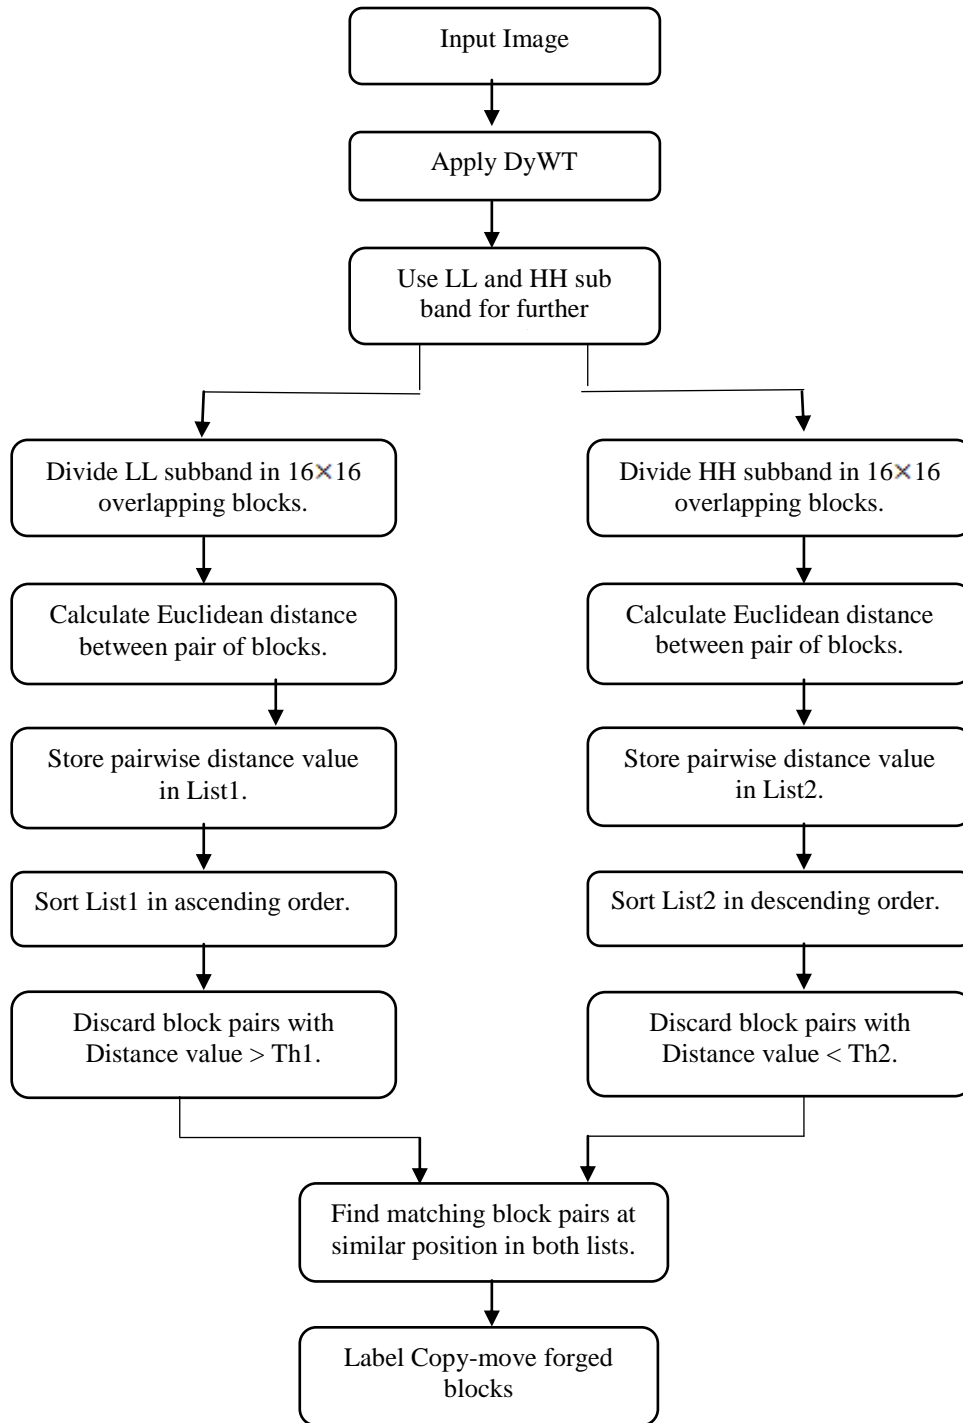 Input Image
Apply DyWT
Use LL and HH sub
band for further
Divide LL subband in 16×16
overlapping blocks.
Divide HH subband in 16×16
overlapping blocks.
Calculate Euclidean distance
between pair of blocks.
Calculate Euclidean distance
between pair of blocks.
Store pairwise distance value
in List1.
Store pairwise distance value
in List2.
Sort List1 in ascending order.
Sort List2 in descending order.
Discard block pairs with
Distance value > Th1.
Discard block pairs with
Distance value < Th2.
Find matching block pairs at
similar position in both lists.
Label Copy-move forged
blocks